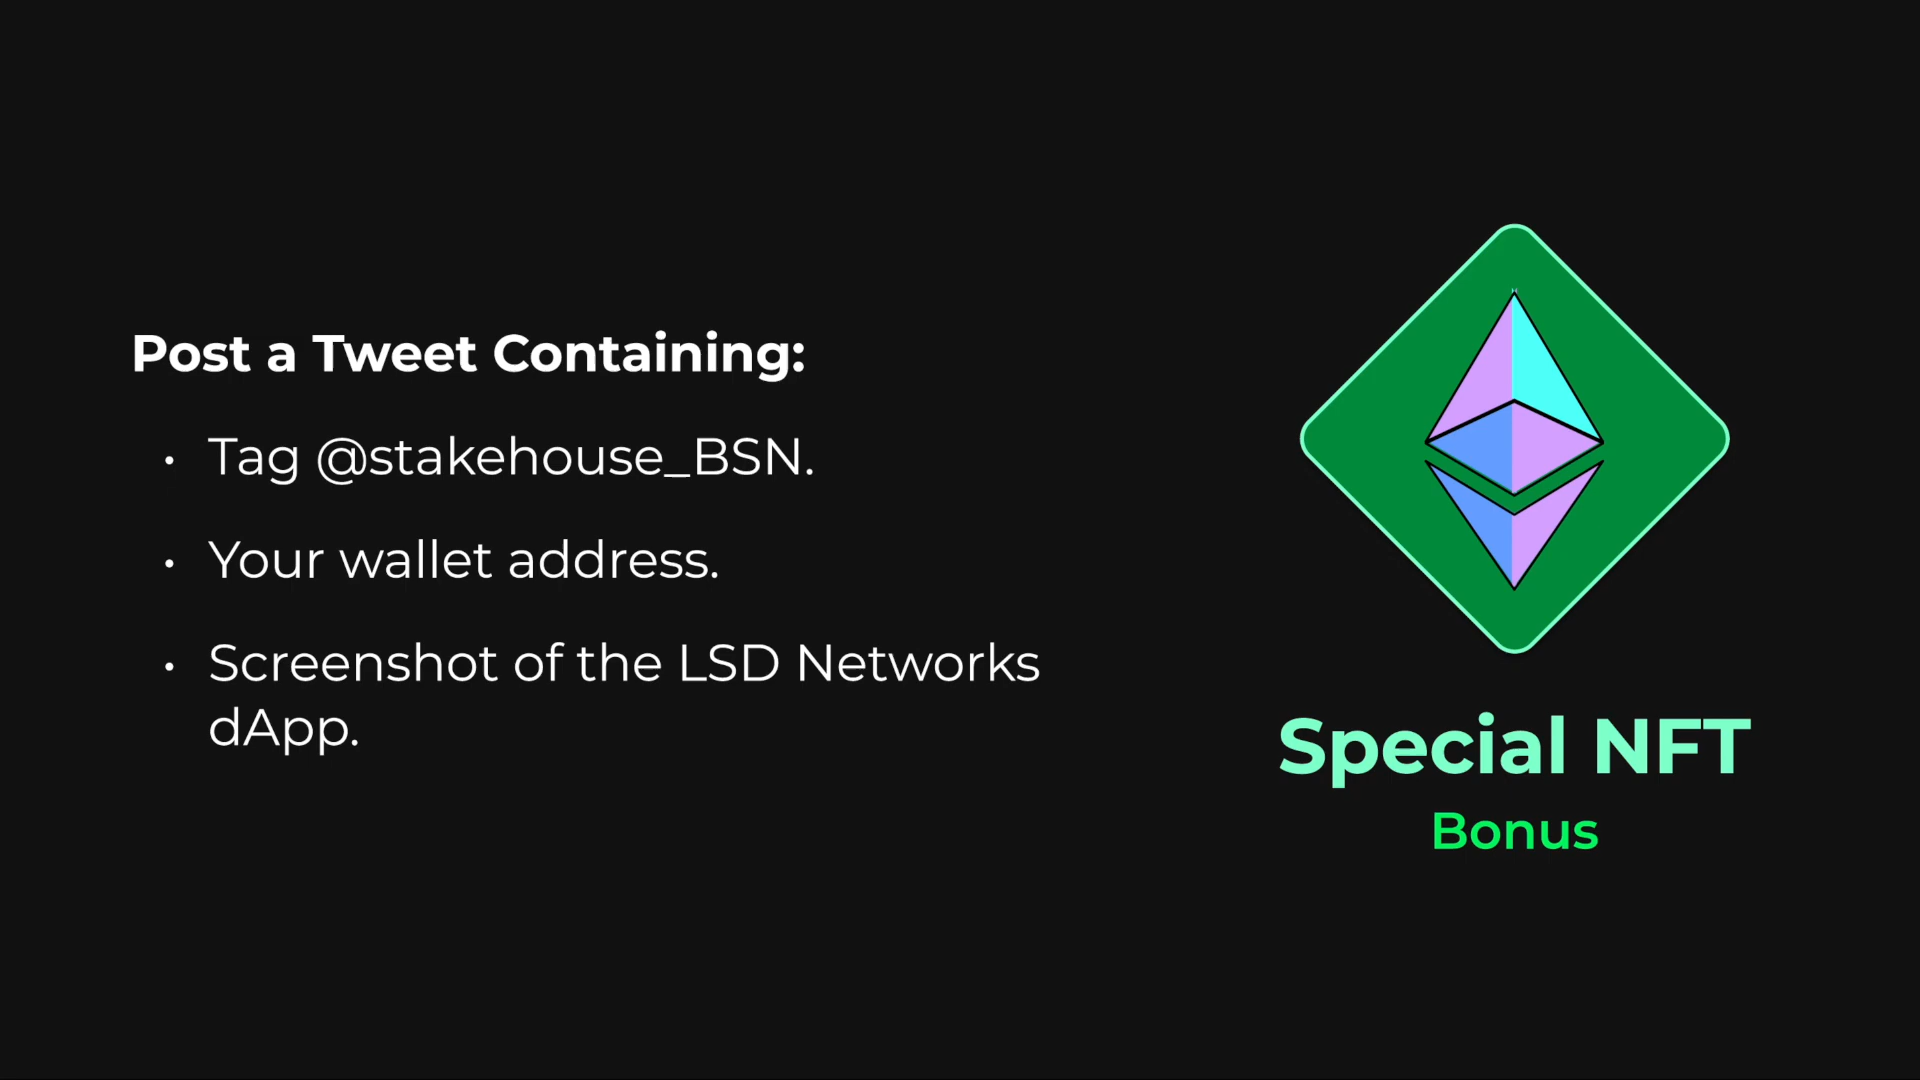 Post a Tweet Containing:
• Tag @stakehouse_BSN.
• Your wallet address.
• Screenshot of the LSD Networks
dApp.
Special NFT
Bonus